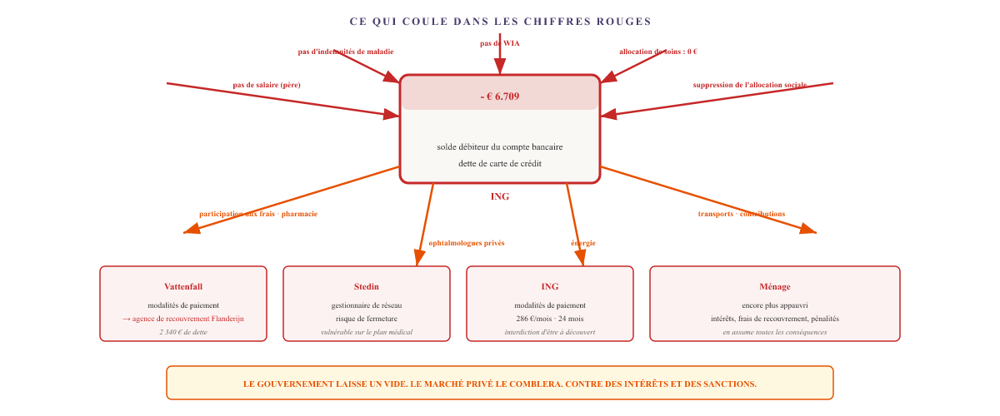 CE QUI COULE DANS LES CHIFFRES ROUGES
pas de WIA
pas d'indemnités de maladie
allocation de soins : 0 €
pas de salaire (père)
suppression de l'allocation sociale
- € 6.709
solde débiteur du compte bancaire
dette de carte de crédit
ING
participation aux frais · pharmacie
transports · contributions
ophtalmologues privés
énergie
Vattenfall
modalités de paiement
→ agence de recouvrement Flanderijn
2 340 € de dette
Stedin
gestionnaire de réseau
risque de fermeture
vulnérable sur le plan médical
ING
modalités de paiement
286 €/mois · 24 mois
interdiction d'être à découvert
Ménage
encore plus appauvri
intérêts, frais de recouvrement, pénalités
en assume toutes les conséquences
LE GOUVERNEMENT LAISSE UN VIDE. LE MARCHÉ PRIVÉ LE COMBLERA. CONTRE DES INTÉRÊTS ET DES SANCTIONS.